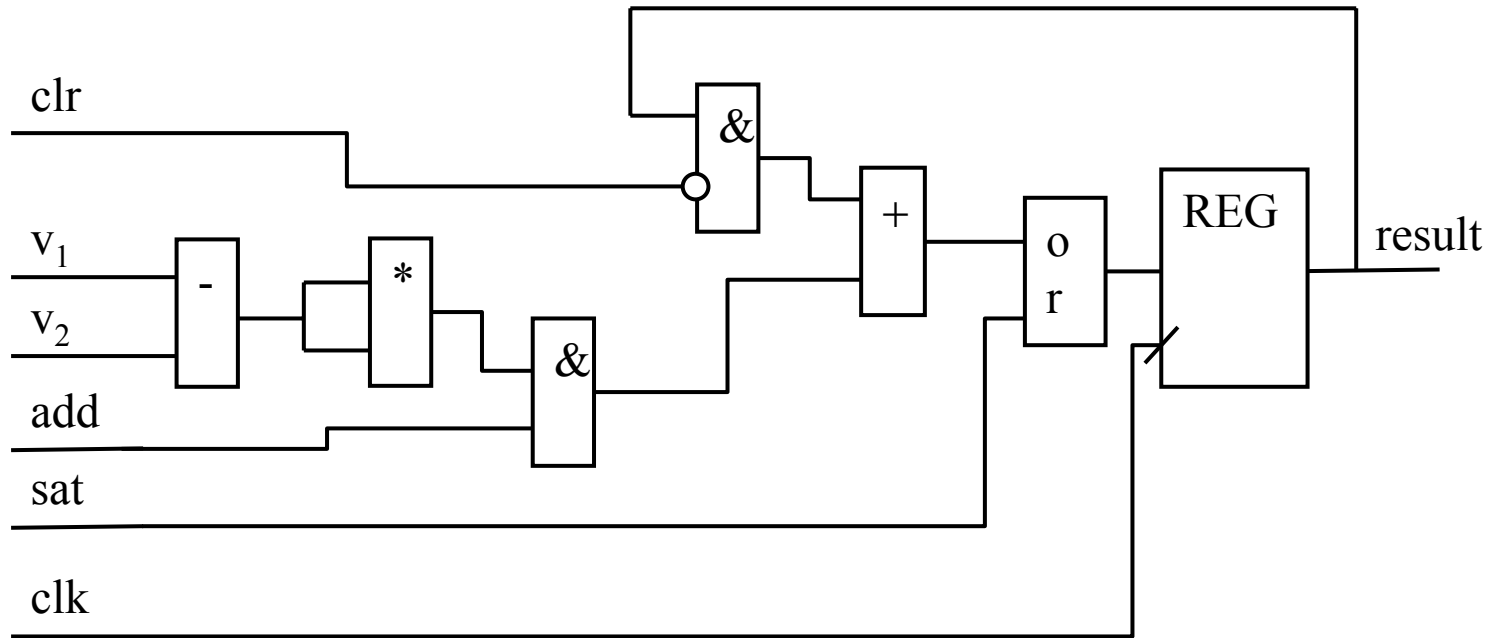 clr
&
REG
+
v₁
-
*
o
r
result
v₂
&
add
sat
clk